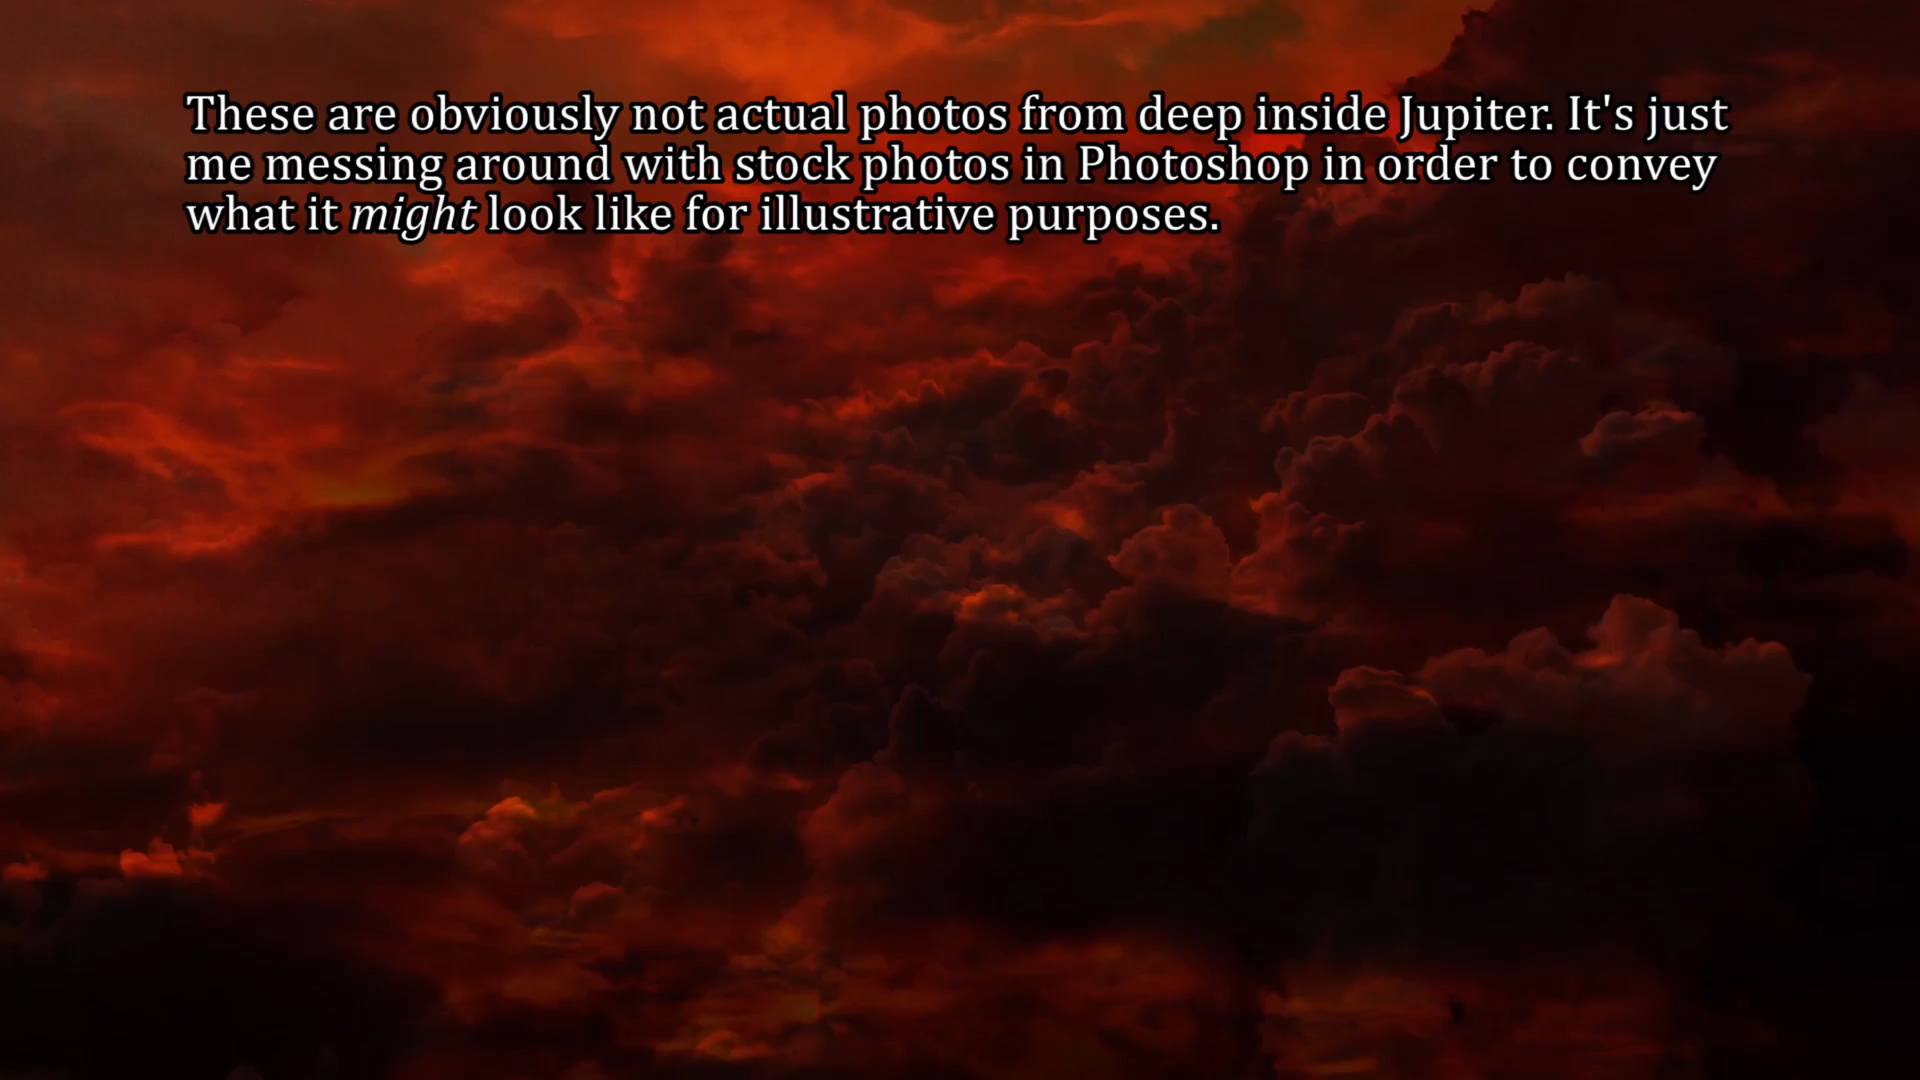 These are obviously not actual photos from deep inside Jupiter. It's just
me messing around with stock photos in Photoshop in order to convey
what it might look like for illustrative purposes.